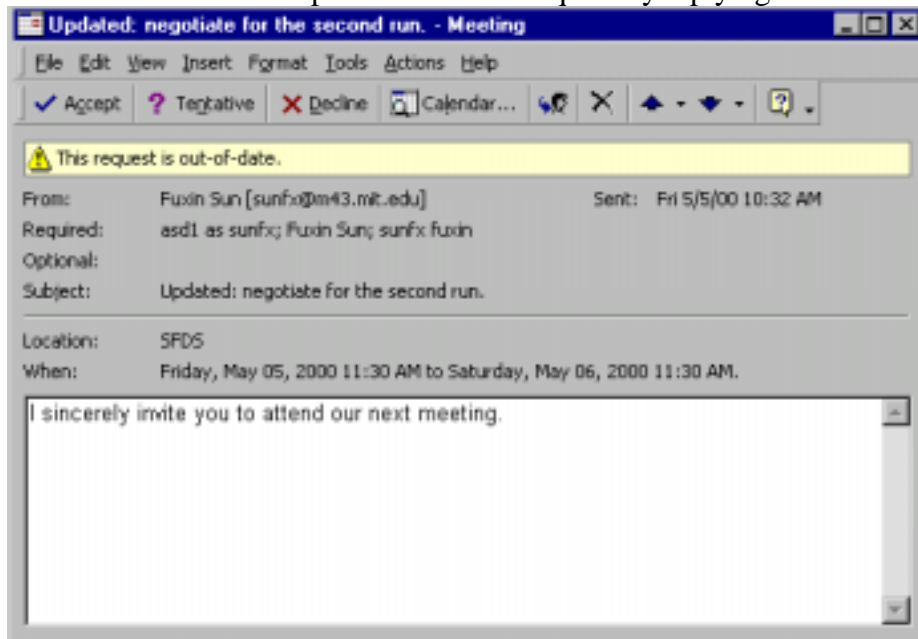 Updated: negotiate for the second run. - Meeting
File Edit View Insert Format Tools Actions Help
Accept Tentative Decline Calendar...
This request is out-of-date.
From: Fuxin Sun [sunfx@m43.mit.edu] Sent: Fri 5/5/00 10:32 AM
Required: asd1 as sunfx; Fuxin Sun; sunfx fuxin
Optional:
Subject: Updated: negotiate for the second run.
Location: SFDS
When: Friday, May 05, 2000 11:30 AM to Saturday, May 06, 2000 11:30 AM.
I sincerely invite you to attend our next meeting.